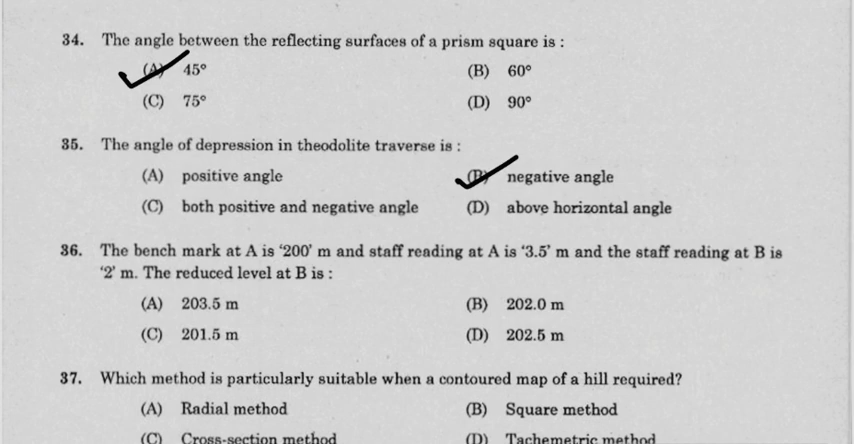 34. The angle between the reflecting surfaces of a prism square is :
(A) 45° (B) 60°
(C) 75° (D) 90°
35. The angle of depression in theodolite traverse is :
(A) positive angle (B) negative angle
(C) both positive and negative angle (D) above horizontal angle
36. The bench mark at A is ‘200’ m and staff reading at A is ‘3.5’ m and the staff reading at B is
‘2’ m. The reduced level at B is :
(A) 203.5 m (B) 202.0 m
(C) 201.5 m (D) 202.5 m
37. Which method is particularly suitable when a contoured map of a hill required?
(A) Radial method (B) Square method
(C) Cross-section method (D) Tachemetric method